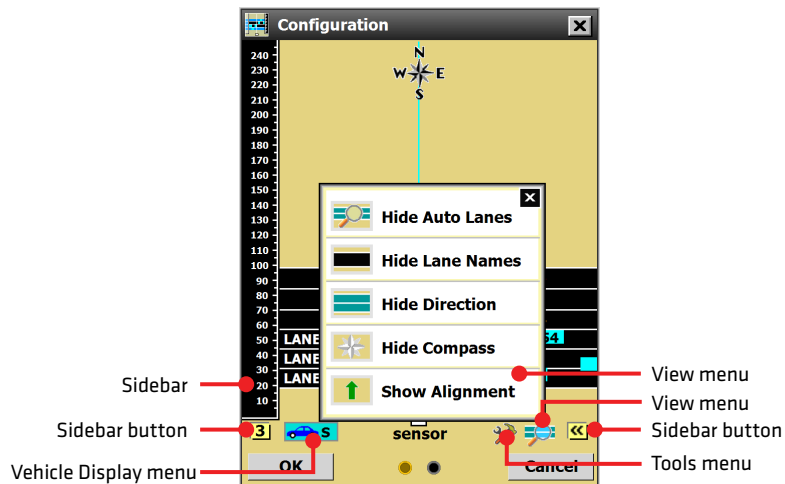 Configuration
N
W E
S
240
230
220
210
200
190
180
170
160
150
140
130
120
110
100
90
80
70
60
50
40
30
20
10
Hide Auto Lanes
Hide Lane Names
Hide Direction
Hide Compass
Show Alignment
LANE 54
LANE
LANE
Sidebar
View menu
View menu
Sidebar button
3 S sensor
Sidebar button
Vehicle Display menu
Tools menu
OK Cancel